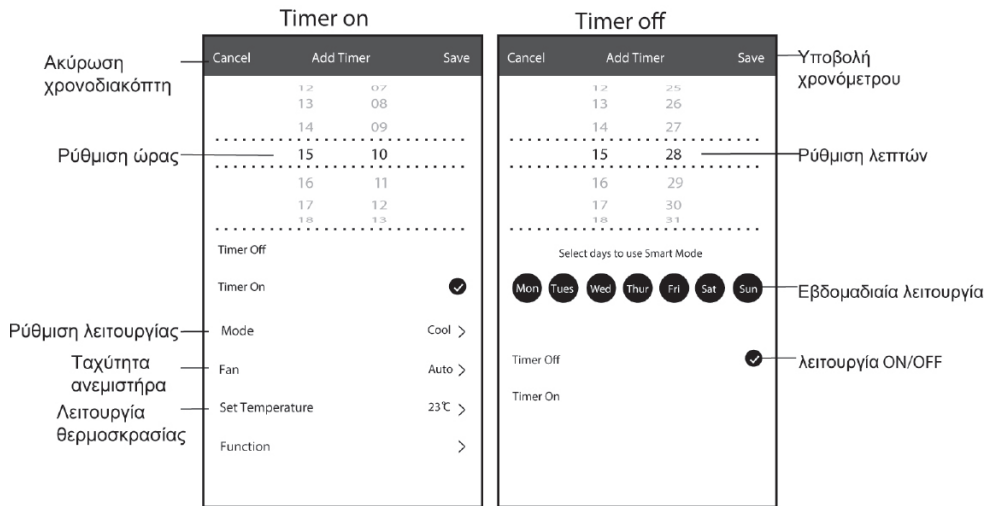 Timer on
Timer off
Ακύρωση
χρονοδιακόπτη
Ρύθμιση ώρας
Ρύθμιση λειτουργίας
Ταχύτητα
ανεμιστήρα
Λειτουργία
θερμοσκρασίας
Cancel Add Timer Save
12 07
13 08
14 09
15 10
16 11
17 12
18 13
Timer Off
Timer On
Mode Cool >
Fan Auto >
Set Temperature 23℃ >
Function >
Cancel Add Timer Save
12 25
13 26
14 27
15 28
16 29
17 30
18 31
Select days to use Smart Mode
Mon Tues Wed Thur Fri Sat Sun
Timer Off
Timer On
Υποβολή
χρονόμετρου
Ρύθμιση λεπτών
Εβδομαδιαία λειτουργία
λειτουργία ON/OFF